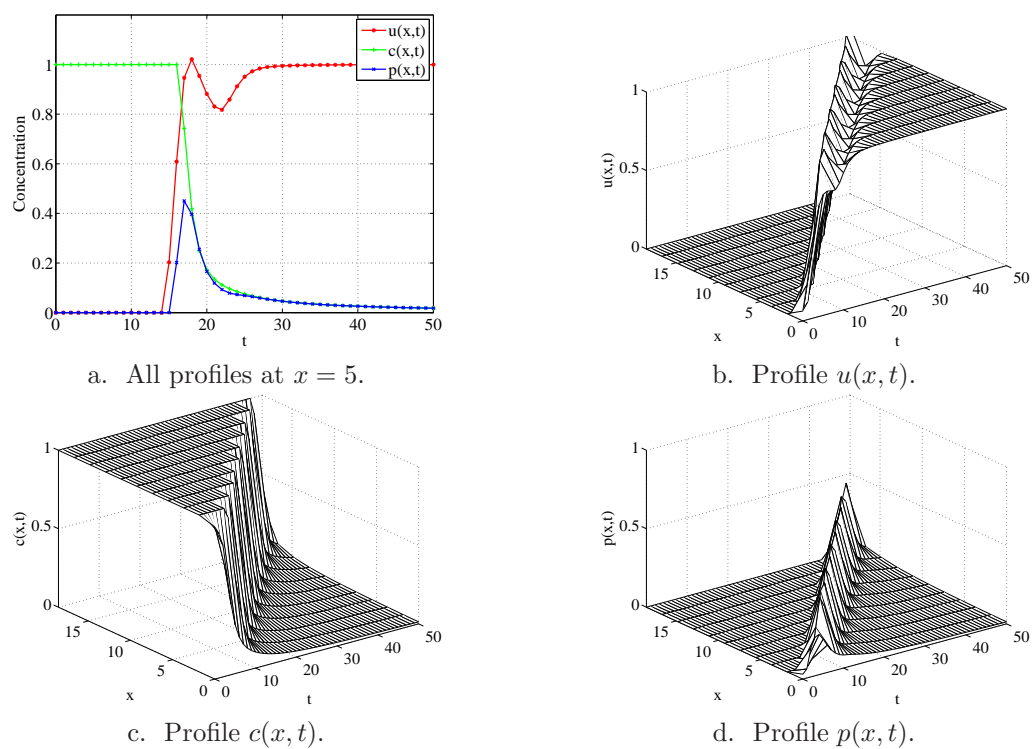 u(x,t)
c(x,t)
p(x,t)
Concentration
1
0.8
0.6
0.4
0.2
0
0 10 20 30 40 50
t
a. All profiles at x = 5.
u(x,t)
1
0.5
0
15
10
5
0
x
0
10
20
30
40
50
t
b. Profile u(x, t).
c(x,t)
1
0.5
0
15
10
5
0
x
0
10
20
30
40
50
t
c. Profile c(x, t).
p(x,t)
1
0.5
0
15
10
5
0
x
0
10
20
30
40
50
t
d. Profile p(x, t).